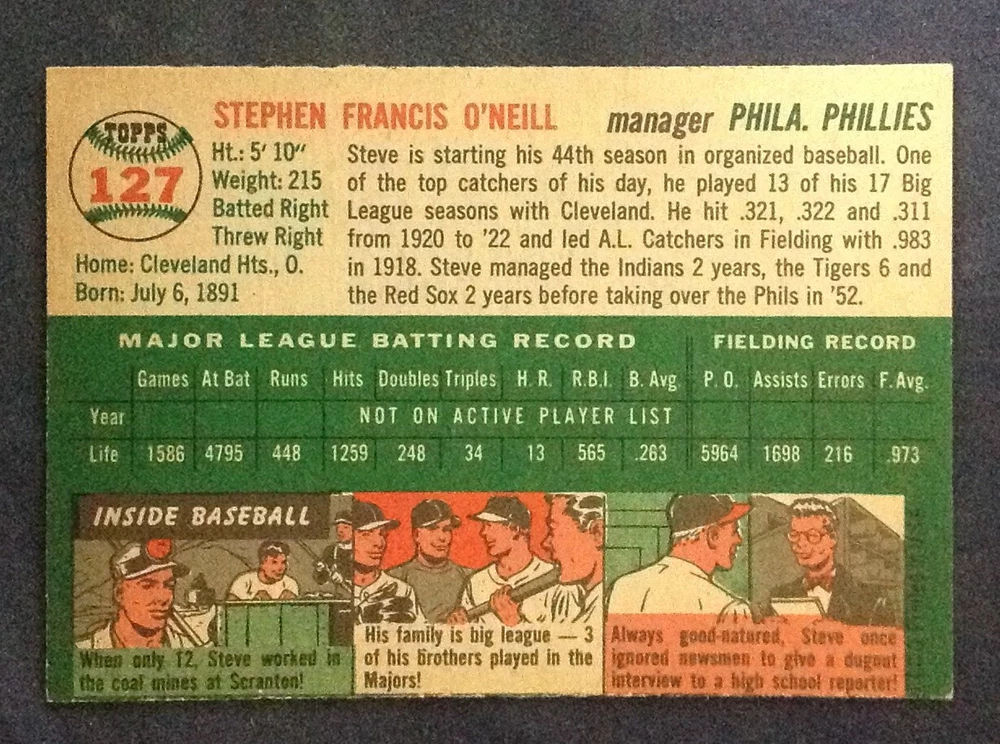 TOPPS
127
STEPHEN FRANCIS O'NEILL
manager PHILA. PHILLIES
Ht.: 5' 10"
Weight: 215
Batted Right
Threw Right
Home: Cleveland Hts., O.
Born: July 6, 1891
Steve is starting his 44th season in organized baseball. One
of the top catchers of his day, he played 13 of his 17 Big
League seasons with Cleveland. He hit .321, .322 and .311
from 1920 to '22 and led A.L. Catchers in Fielding with .983
in 1918. Steve managed the Indians 2 years, the Tigers 6 and
the Red Sox 2 years before taking over the Phils in '52.
MAJOR LEAGUE BATTING RECORD FIELDING RECORD
Games At Bat Runs Hits Doubles Triples H. R. R.B.I. B. Avg P. O. Assists Errors F. Avg.
Year NOT ON ACTIVE PLAYER LIST
Life 1586 4795 448 1259 248 34 13 565 .263 5964 1698 216 .973
INSIDE BASEBALL
When only 12, Steve worked in
the coal mines at Scranton!
His family is big league — 3
of his brothers played in the
Majors!
Always good-natured, Steve once
ignored newsmen to give a dugout
interview to a high school reporter!